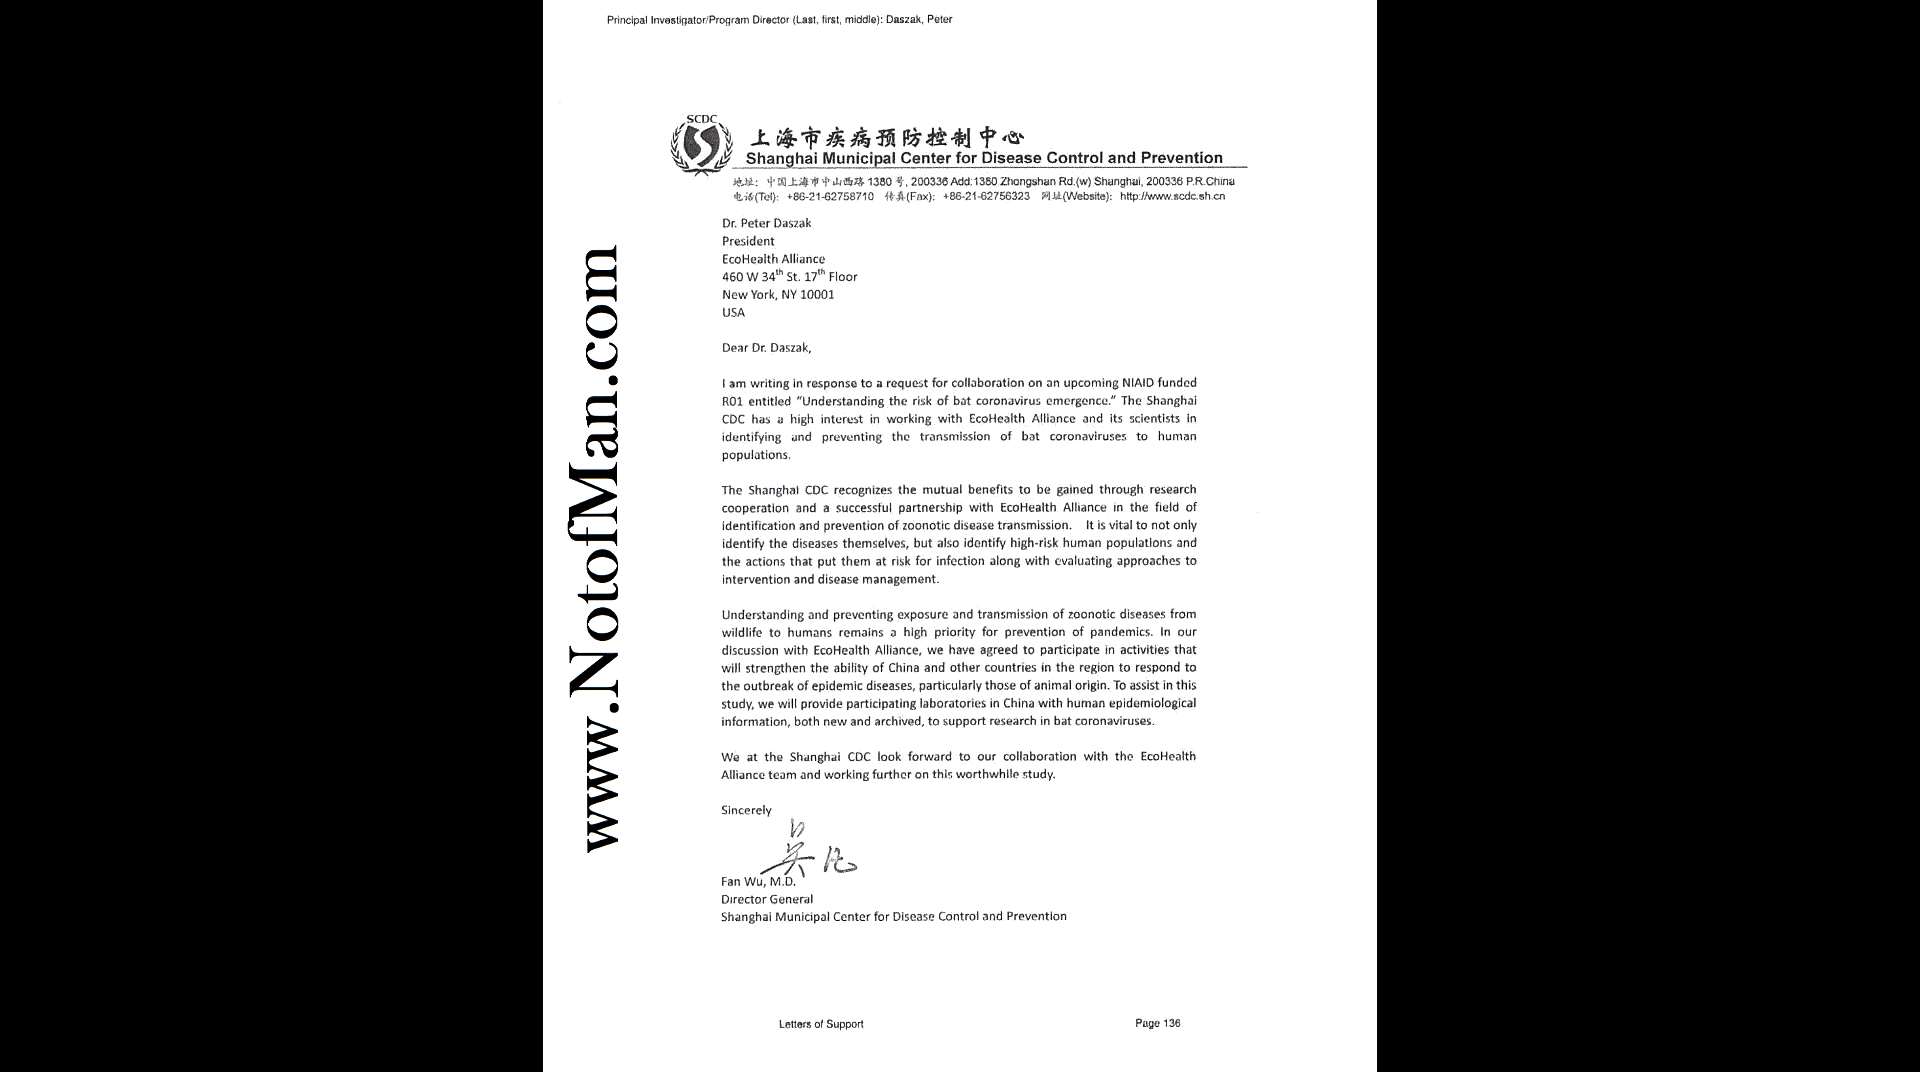 Principal Investigator/Program Director (Last, first, middle): Daszak, Peter
SCDC
上海市疾病预防控制中心
Shanghai Municipal Center for Disease Control and Prevention
地址: 中国上海市中山西路 1380 号, 200336 Add:1380 Zhongshan Rd.(w) Shanghai, 200336 P.R.China
电话(Tel): +86-21-62758710 传真(Fax): +86-21-62756323 网址(Website): http://www.scdc.sh.cn
Dr. Peter Daszak
President
EcoHealth Alliance
460 W 34th St. 17th Floor
New York, NY 10001
USA
Dear Dr. Daszak,
I am writing in response to a request for collaboration on an upcoming NIAID funded
R01 entitled “Understanding the risk of bat coronavirus emergence.” The Shanghai
CDC has a high interest in working with EcoHealth Alliance and its scientists in
identifying and preventing the transmission of bat coronaviruses to human
populations.
The Shanghai CDC recognizes the mutual benefits to be gained through research
cooperation and a successful partnership with EcoHealth Alliance in the field of
identification and prevention of zoonotic disease transmission. It is vital to not only
identify the diseases themselves, but also identify high-risk human populations and
the actions that put them at risk for infection along with evaluating approaches to
intervention and disease management.
Understanding and preventing exposure and transmission of zoonotic diseases from
wildlife to humans remains a high priority for prevention of pandemics. In our
discussion with EcoHealth Alliance, we have agreed to participate in activities that
will strengthen the ability of China and other countries in the region to respond to
the outbreak of epidemic diseases, particularly those of animal origin. To assist in this
study, we will provide participating laboratories in China with human epidemiological
information, both new and archived, to support research in bat coronaviruses.
We at the Shanghai CDC look forward to our collaboration with the EcoHealth
Alliance team and working further on this worthwhile study.
Sincerely
吴凡
Fan Wu, M.D.
Director General
Shanghai Municipal Center for Disease Control and Prevention
Letters of Support
Page 136
www.NotofMan.com